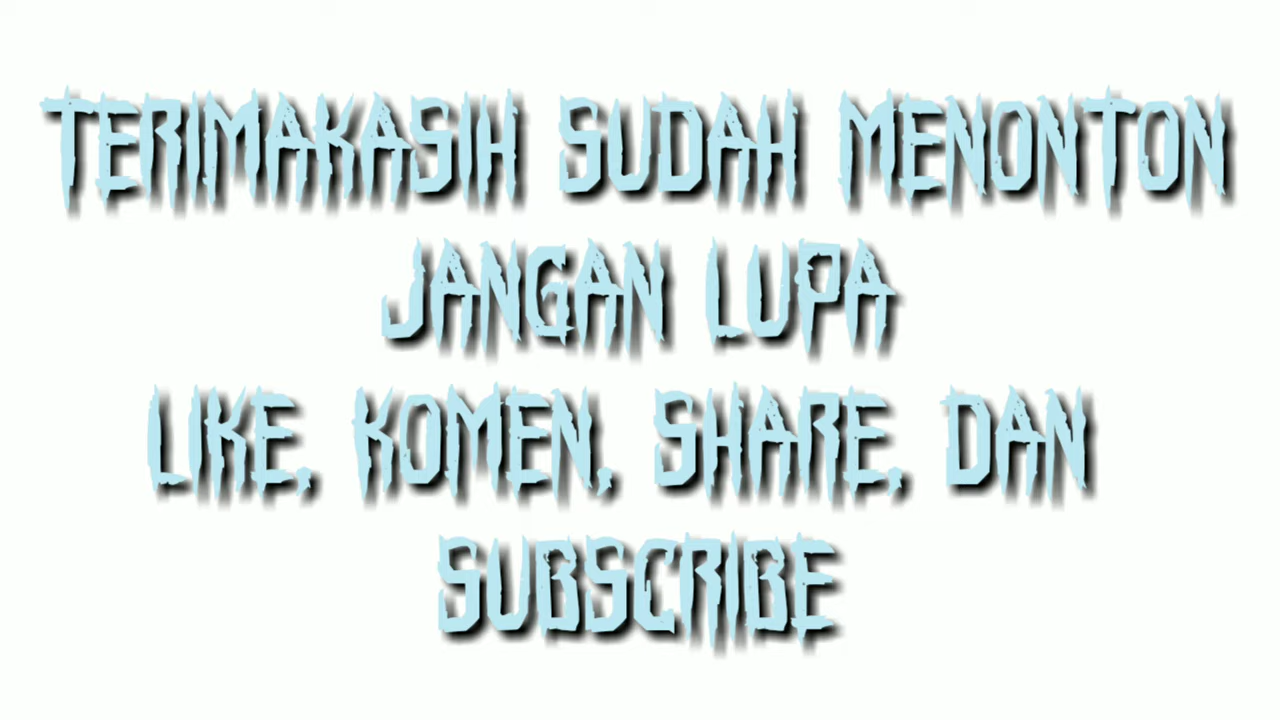 TERIMAKASIH SUDAH MENONTON
JANGAN LUPA
LIKE, KOMEN, SHARE, DAN
SUBSCRIBE